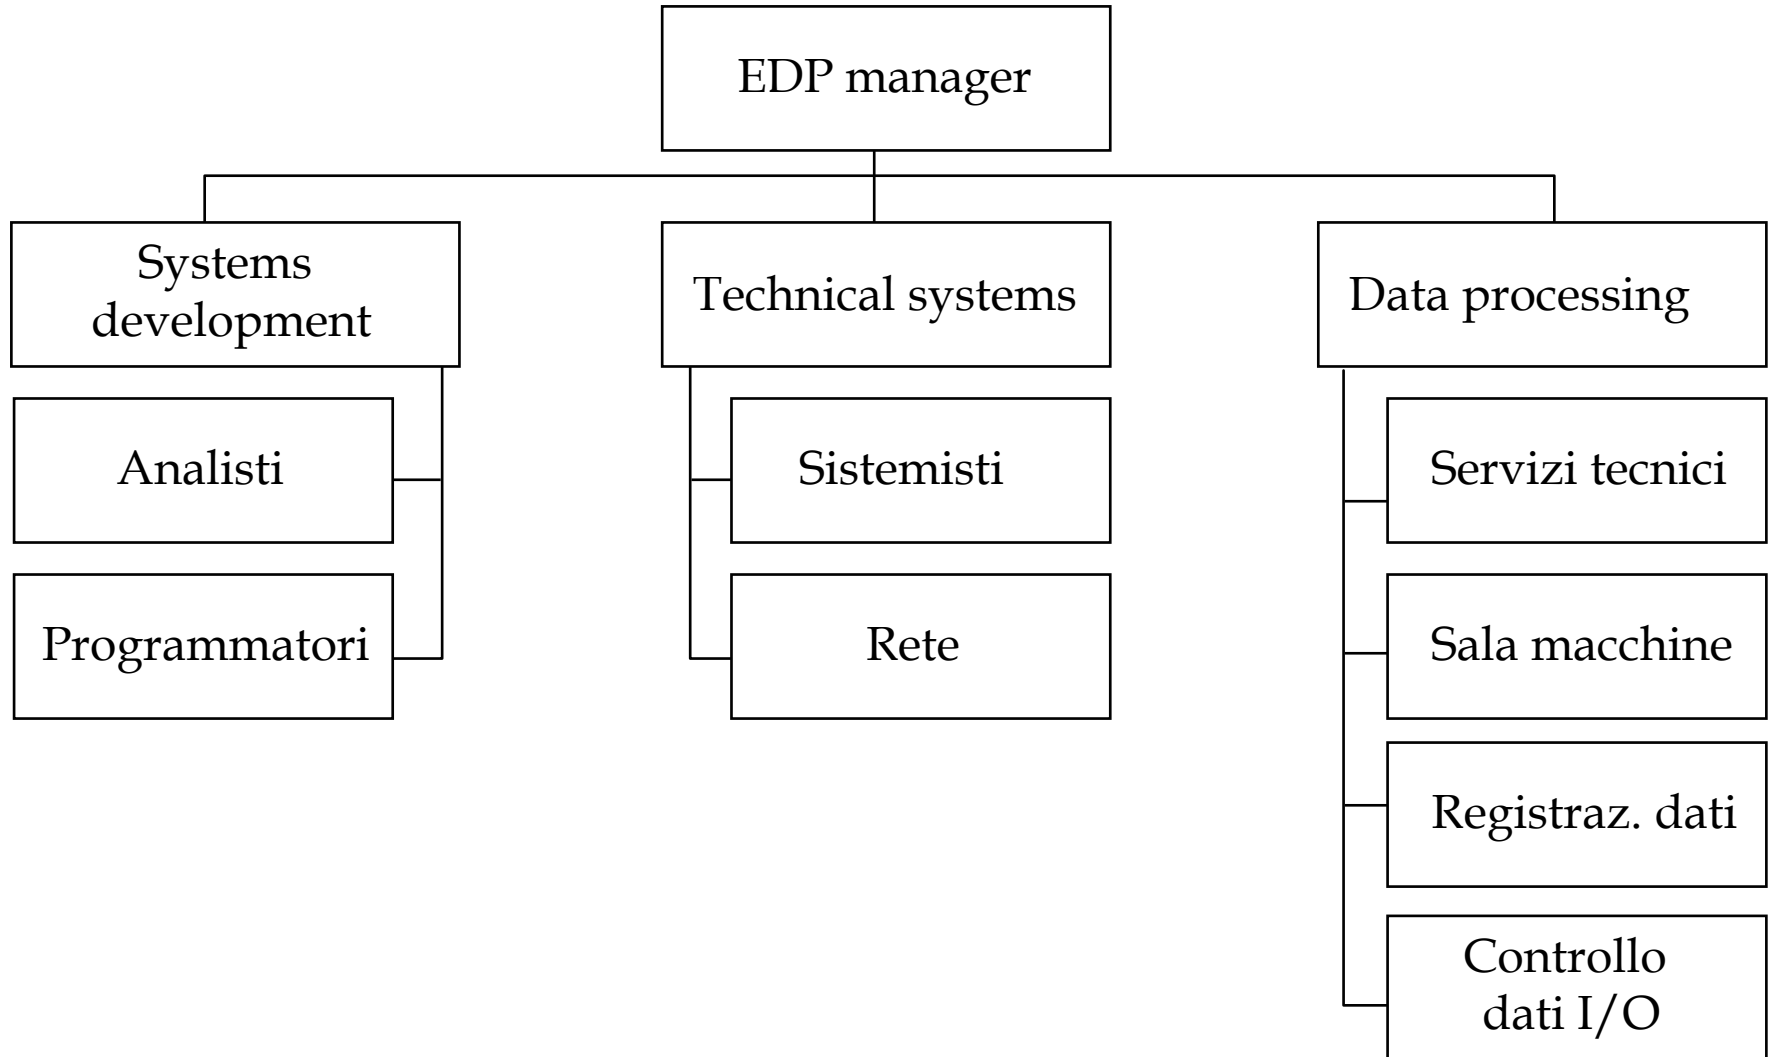 EDP manager
Systems
development
Technical systems
Data processing
Analisti
Sistemisti
Servizi tecnici
Programmatori
Rete
Sala macchine
Registraz. dati
Controllo
dati I/O